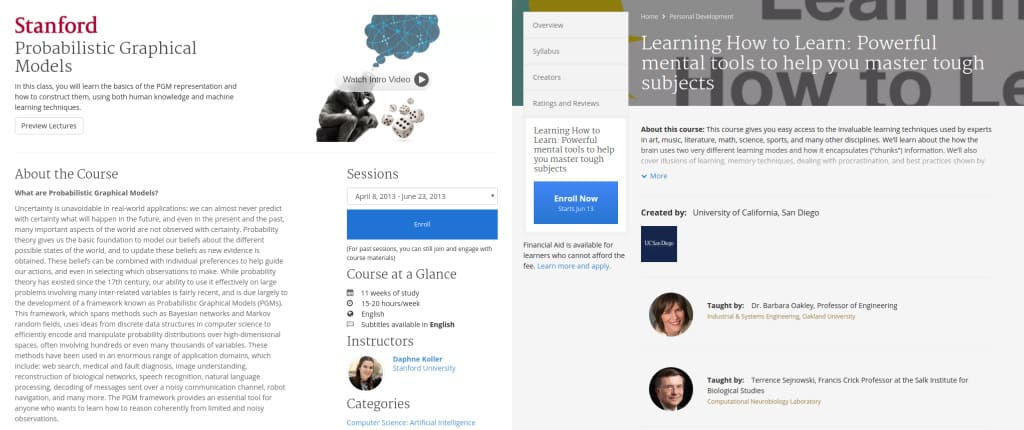 Stanford
Probabilistic Graphical
Models
In this class, you will learn the basics of the PGM representation and
how to construct them, using both human knowledge and machine
learning techniques.
Preview Lectures
Watch Intro Video
About the Course
What are Probabilistic Graphical Models?
Uncertainty is unavoidable in real-world applications: we can almost never predict
with certainty what will happen in the future, and even in the present and the past,
many important aspects of the world are not observed with certainty. Probability
theory gives us the basic foundation to model our beliefs about the different
possible states of the world, and to update these beliefs as new evidence is
obtained. These beliefs can be combined with individual preferences to help guide
our actions, and even in selecting which observations to make. While probability
theory has existed since the 17th century, our ability to use it effectively on large
problems involving many inter-related variables is fairly recent, and is due largely to
the development of a framework known as Probabilistic Graphical Models (PGMs).
This framework, which spans methods such as Bayesian networks and Markov
random fields, uses ideas from discrete data structures in computer science to
efficiently encode and manipulate probability distributions over high-dimensional
spaces, often involving hundreds or even many thousands of variables. These
methods have been used in an enormous range of application domains, which
include: web search, medical and fault diagnosis, image understanding,
reconstruction of biological networks, speech recognition, natural language
processing, decoding of messages sent over a noisy communication channel, robot
navigation, and many more. The PGM framework provides an essential tool for
anyone who wants to learn how to reason coherently from limited and noisy
observations.
Sessions
April 8, 2013 - June 23, 2013
Enroll
(For past sessions, you can still join and engage with
course materials)
Course at a Glance
11 weeks of study
15-20 hours/week
English
Subtitles available in English
Instructors
Daphne Koller
Stanford University
Categories
Computer Science: Artificial Intelligence
Overview
Syllabus
Creators
Ratings and Reviews
Learning How to
Learn: Powerful
mental tools to help
you master tough
subjects
Enroll Now
Starts Jun 13
Financial Aid is available for
learners who cannot afford the
fee. Learn more and apply.
Home > Personal Development
Learning How to Learn: Powerful
mental tools to help you master tough
subjects
Learnin
How to Le
About this course: This course gives you easy access to the invaluable learning techniques used by experts
in art, music, literature, math, science, sports, and many other disciplines. We'll learn about the how the
brain uses two very different learning modes and how it encapsulates ("chunks") information. We'll also
cover illusions of learning, memory techniques, dealing with procrastination, and best practices shown by
More
Created by: University of California, San Diego
UC San Diego
Taught by: Dr. Barbara Oakley, Professor of Engineering
Industrial & Systems Engineering, Oakland University
Taught by: Terrence Sejnowski, Francis Crick Professor at the Salk Institute for
Biological Studies
Computational Neurobiology Laboratory